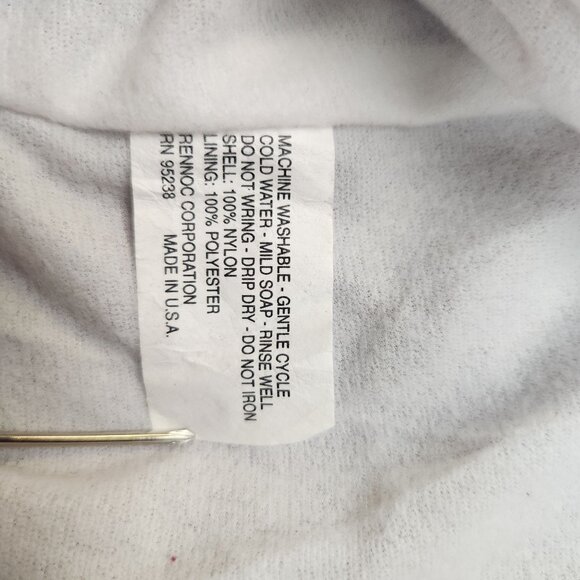 MACHINE WASHABLE - GENTLE CYCLE
COLD WATER - MILD SOAP - RINSE WELL
DO NOT WRING - DRIP DRY - DO NOT IRON
SHELL: 100% NYLON
LINING: 100% POLYESTER
RENNOC CORPORATION
RN 95238 MADE IN U.S.A.